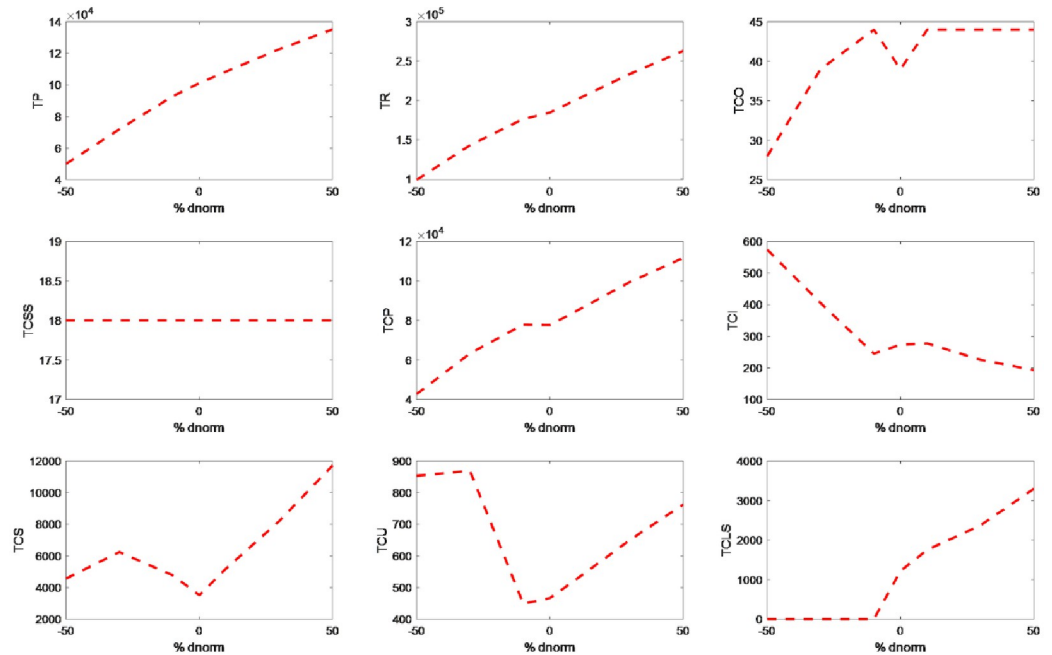 ×10⁴
14
12
10
8
6
4
TP
-50 0 50
% dnorm
×10⁵
3
2.5
2
1.5
1
TR
-50 0 50
% dnorm
45
40
35
30
25
TCO
-50 0 50
% dnorm
19
18.5
18
17.5
17
TCSS
-50 0 50
% dnorm
×10⁴
12
10
8
6
4
TCP
-50 0 50
% dnorm
600
500
400
300
200
100
TCI
-50 0 50
% dnorm
12000
10000
8000
6000
4000
2000
TCS
-50 0 50
% dnorm
900
800
700
600
500
400
TCU
-50 0 50
% dnorm
4000
3000
2000
1000
0
TCLS
-50 0 50
% dnorm